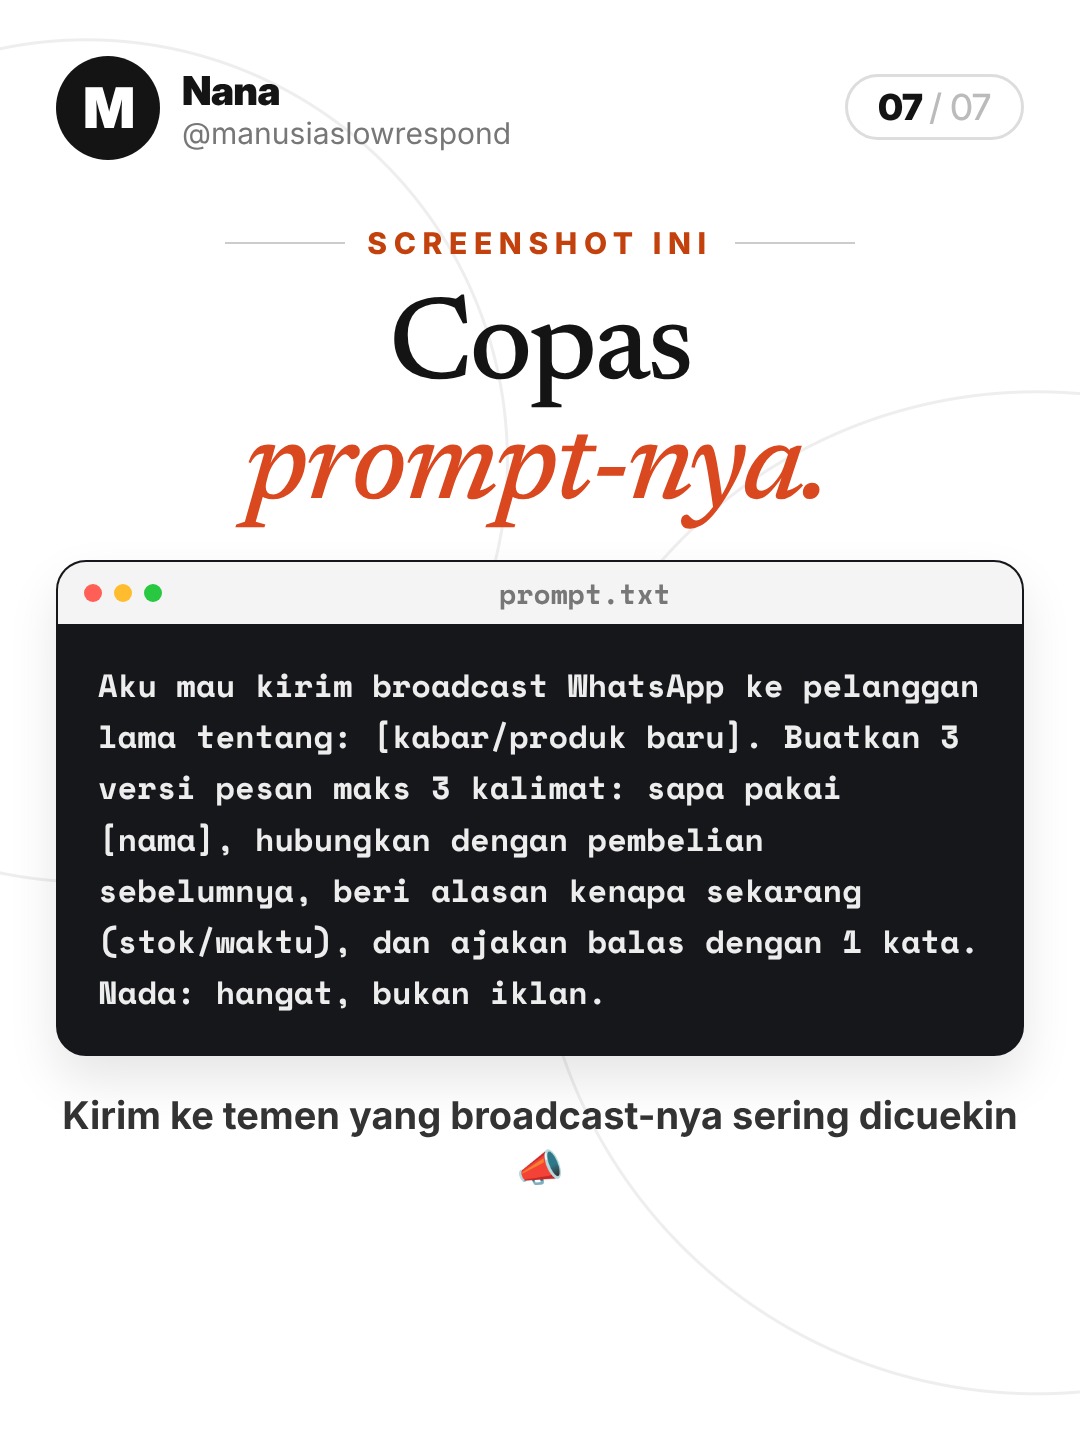 M
Nana
@manusiaslowrespond
07 / 07
SCREENSHOT INI
Copas
prompt-nya.
prompt.txt
Aku mau kirim broadcast WhatsApp ke pelanggan
lama tentang: [kabar/produk baru]. Buatkan 3
versi pesan maks 3 kalimat: sapa pakai
[nama], hubungkan dengan pembelian
sebelumnya, beri alasan kenapa sekarang
(stok/waktu), dan ajakan balas dengan 1 kata.
Nada: hangat, bukan iklan.
Kirim ke temen yang broadcast-nya sering dicuekin
📣